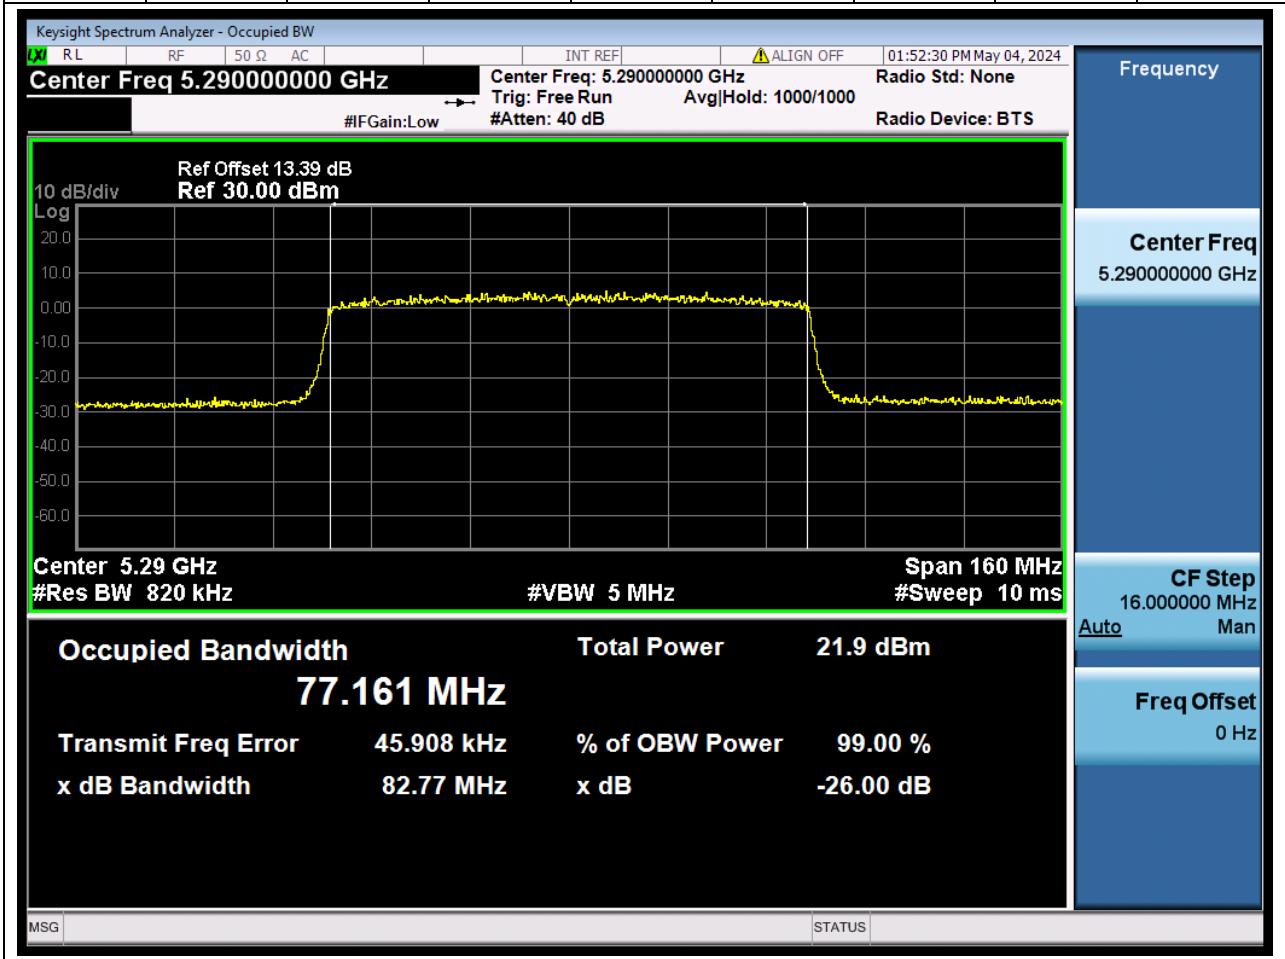 Keysight Spectrum Analyzer - Occupied BW
LXI RL RF 50 Ω AC INT REF ALIGN OFF 01:52:30 PM May 04, 2024
Center Freq 5.290000000 GHz
Center Freq: 5.290000000 GHz
Radio Std: None
Trig: Free Run Avg|Hold: 1000/1000
#IFGain:Low
#Atten: 40 dB
Radio Device: BTS
Ref Offset 13.39 dB
10 dB/div Ref 30.00 dBm
Log
20.0
10.0
0.00
-10.0
-20.0
-30.0
-40.0
-50.0
-60.0
Center 5.29 GHz Span 160 MHz
#Res BW 820 kHz #VBW 5 MHz #Sweep 10 ms
Occupied Bandwidth Total Power 21.9 dBm
77.161 MHz
Transmit Freq Error 45.908 kHz % of OBW Power 99.00 %
x dB Bandwidth 82.77 MHz x dB -26.00 dB
Frequency
Center Freq
5.290000000 GHz
CF Step
16.000000 MHz
Auto Man
Freq Offset
0 Hz
MSG STATUS